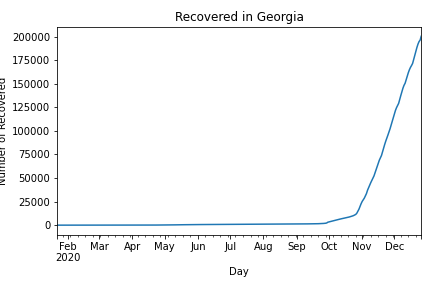 Recovered in Georgia
200000
175000
150000
125000
100000
75000
50000
25000
0
Number of Recovered
Feb Mar Apr May Jun Jul Aug Sep Oct Nov Dec
2020
Day